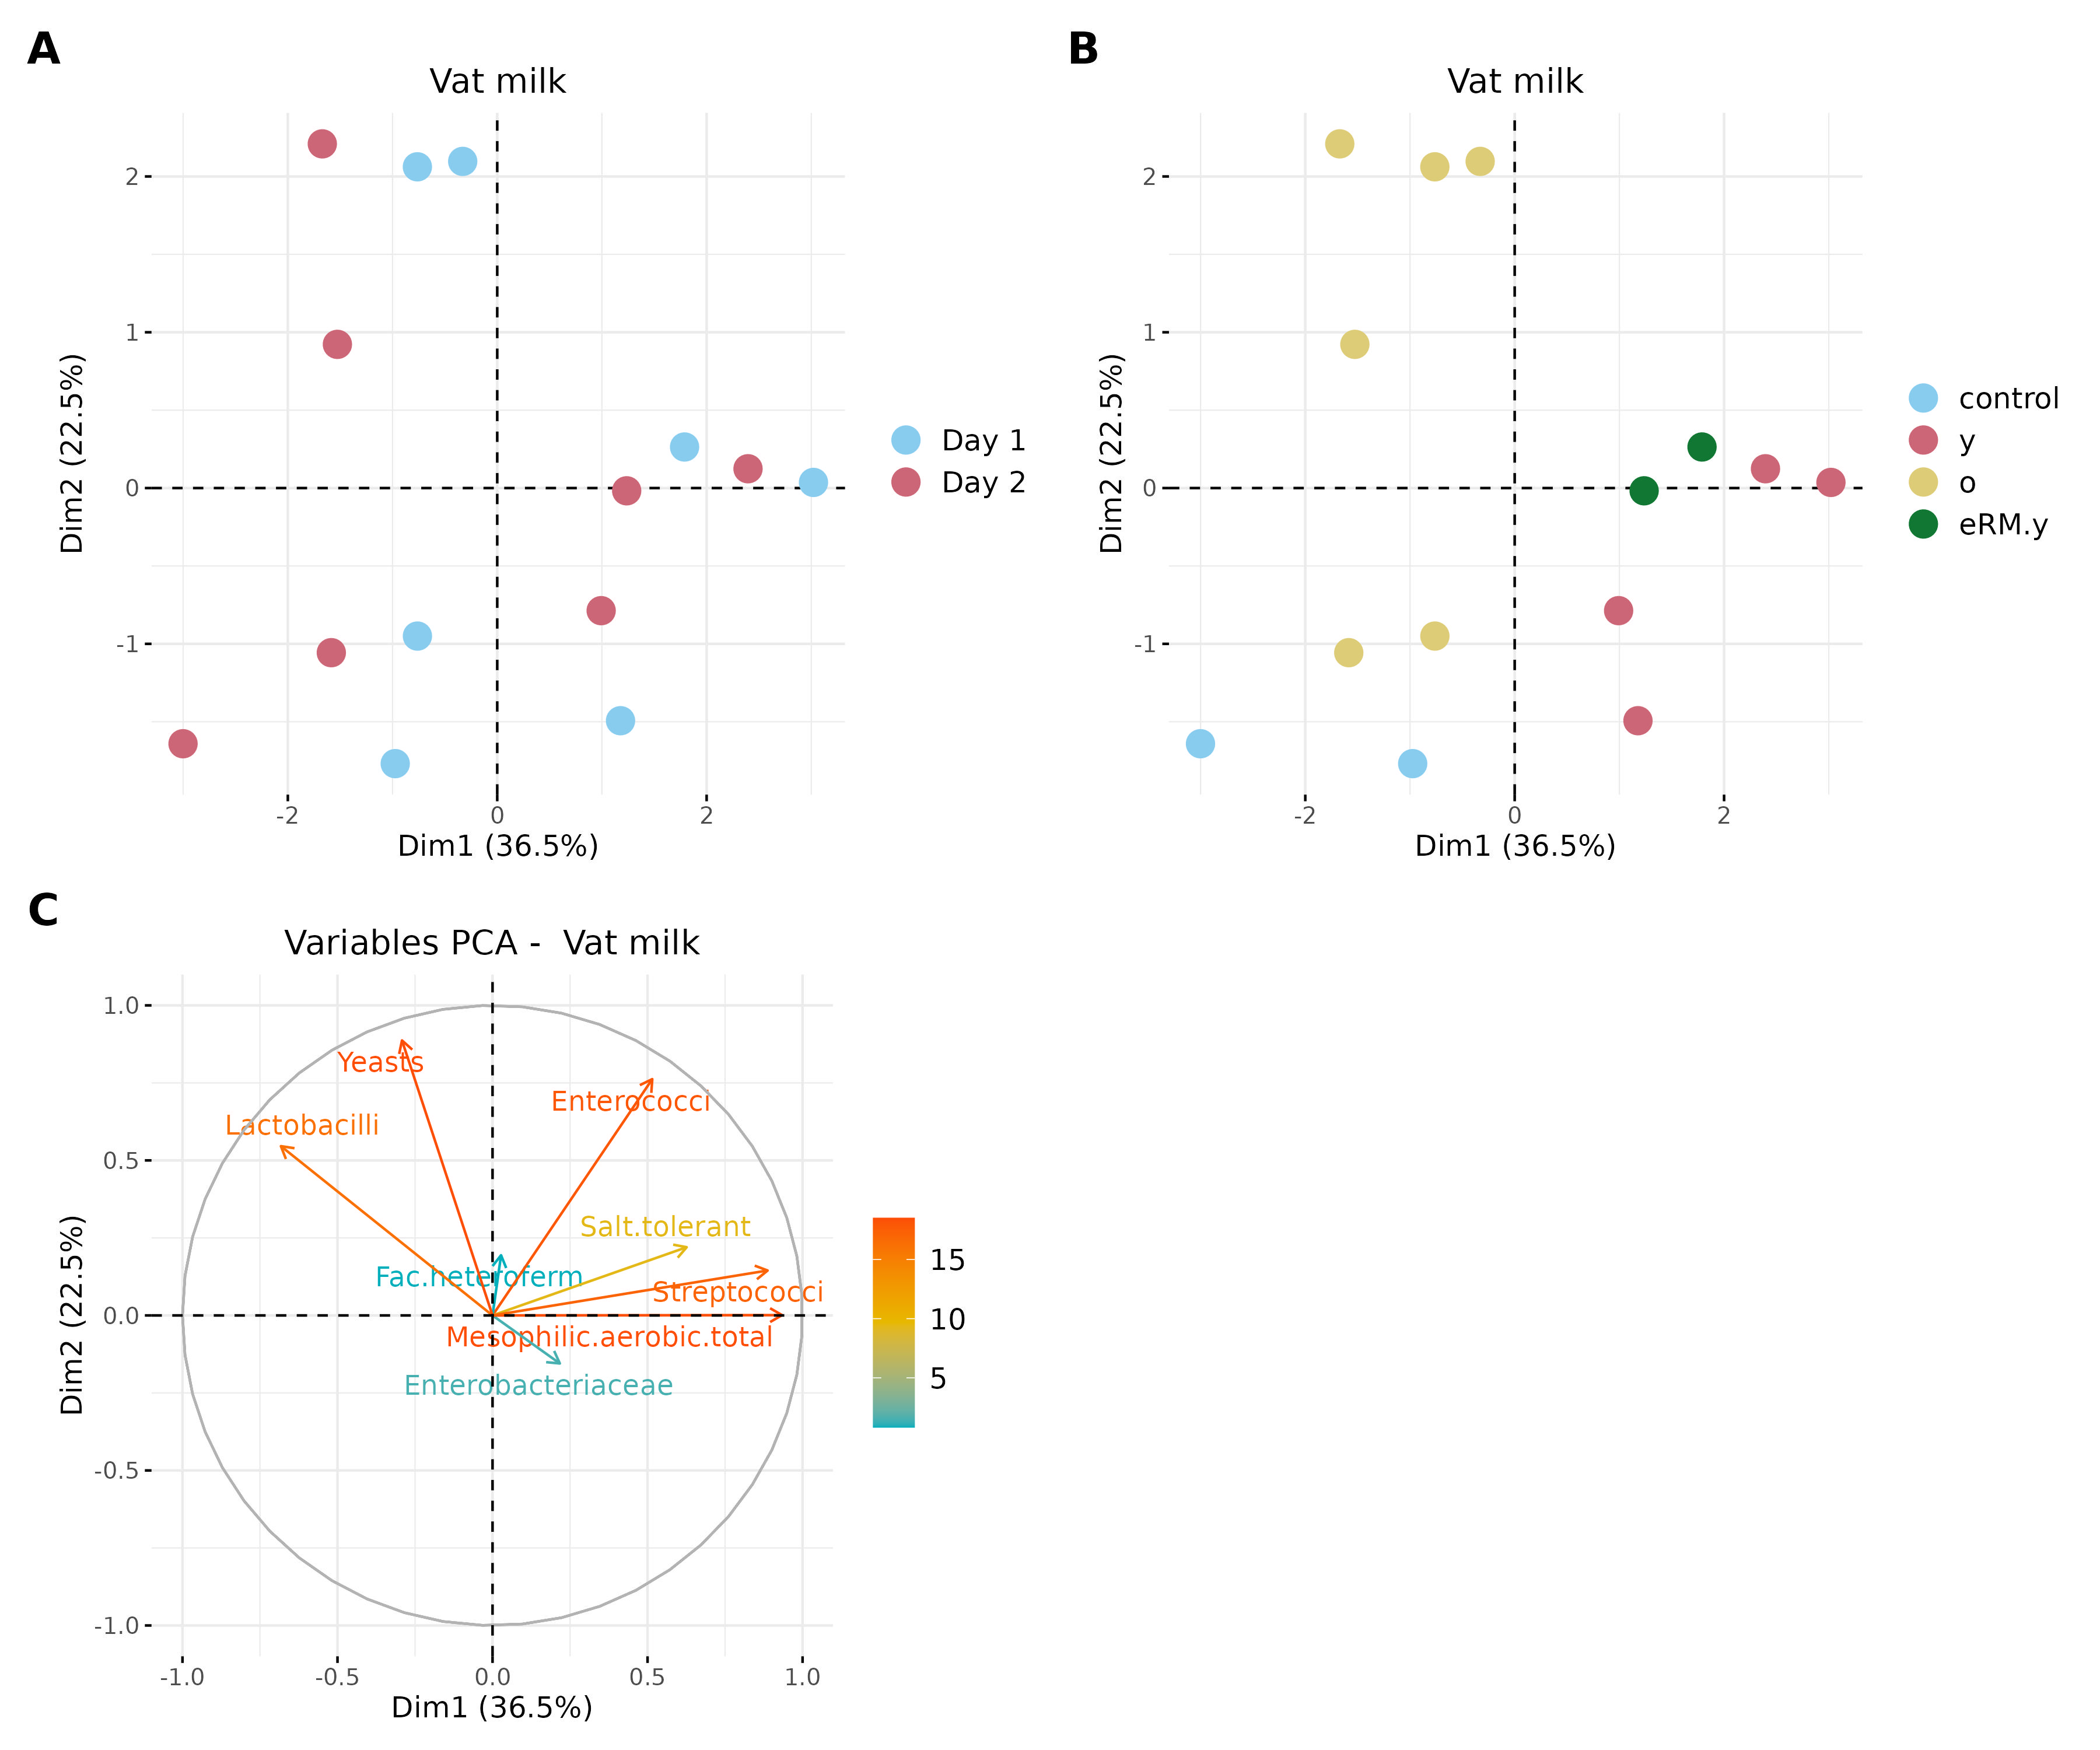 A
Vat milk
2
1
0
-1
Dim2 (22.5%)
-2
0
2
Dim1 (36.5%)
Day 1
Day 2
B
Vat milk
2
1
0
-1
Dim2 (22.5%)
-2
0
2
Dim1 (36.5%)
control
y
o
eRM.y
C
Variables PCA -  Vat milk
1.0
0.5
0.0
-0.5
-1.0
Dim2 (22.5%)
Yeasts
Enterococci
Lactobacilli
Salt.tolerant
Fac.heteroferm
Streptococci
Mesophilic.aerobic.total
Enterobacteriaceae
-1.0
-0.5
0.0
0.5
1.0
Dim1 (36.5%)
15
10
5